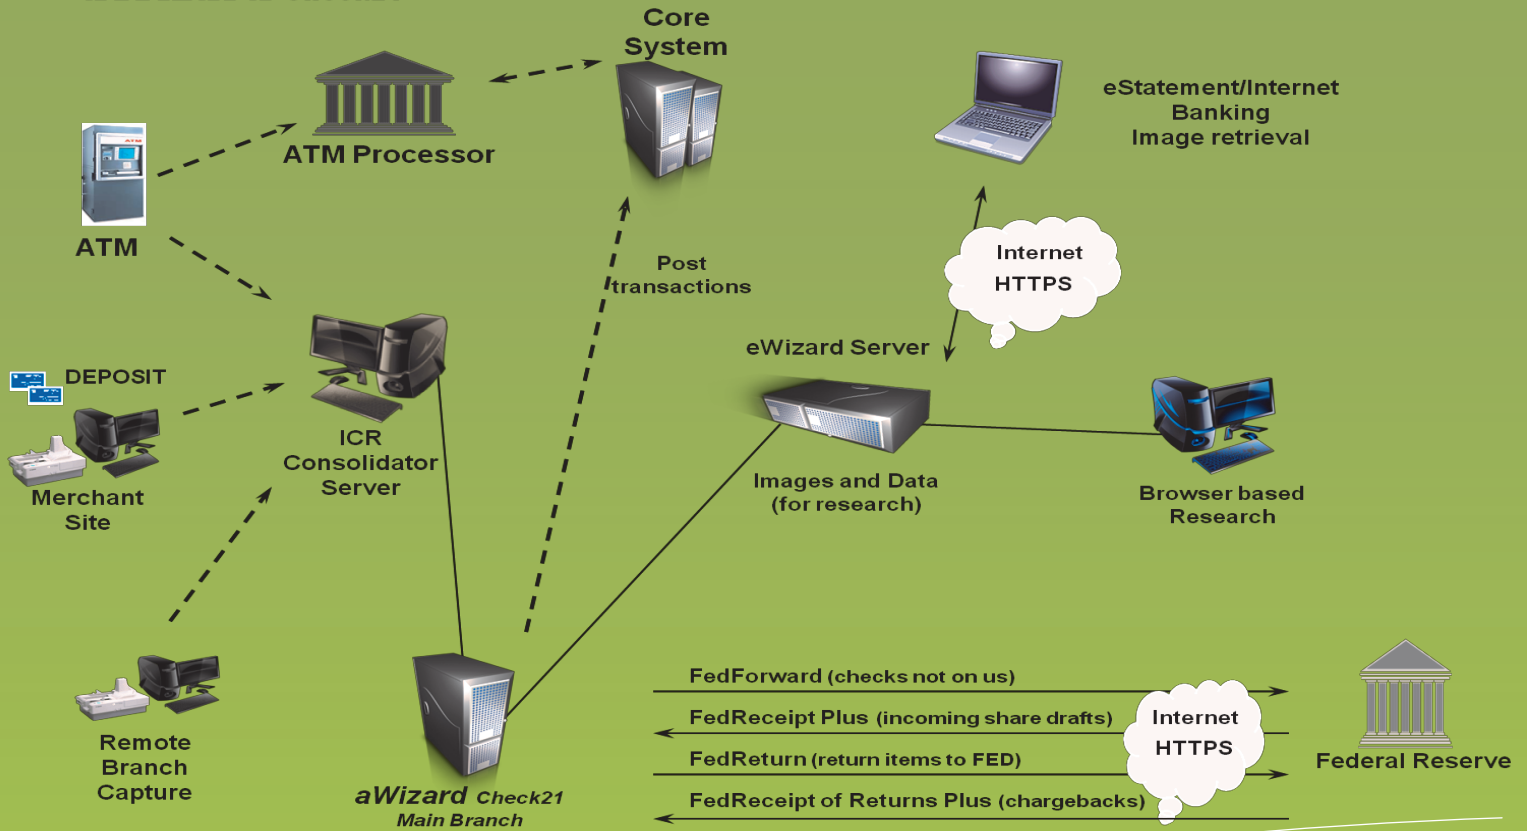 Core
System
eStatement/Internet
Banking
Image retrieval
ATM Processor
ATM
ATM
Post
transactions
Internet
HTTPS
eWizard Server
DEPOSIT
ICR
Consolidator
Server
Merchant
Site
Images and Data
(for research)
Browser based
Research
Remote
Branch
Capture
aWizard Check21
Main Branch
FedForward (checks not on us)
FedReceipt Plus (incoming share drafts)
FedReturn (return items to FED)
FedReceipt of Returns Plus (chargebacks)
Internet
HTTPS
Federal Reserve